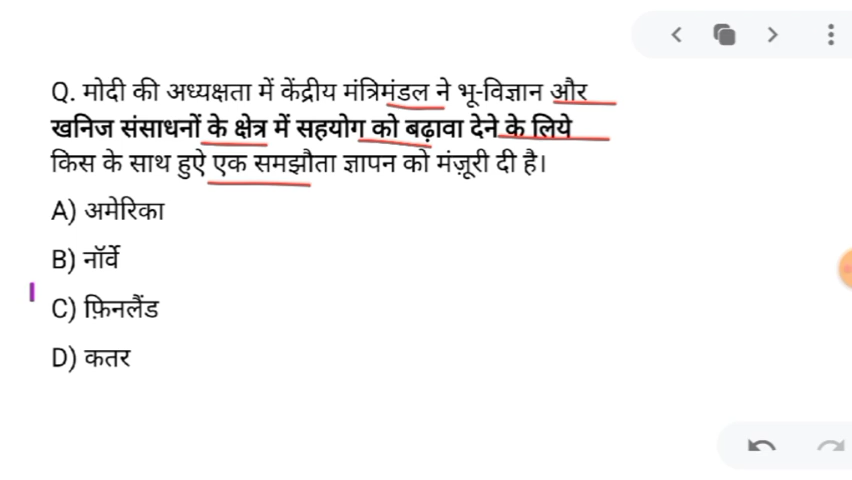 Q. मोदी की अध्यक्षता में केंद्रीय मंत्रिमंडल ने भू-विज्ञान और
खनिज संसाधनों के क्षेत्र में सहयोग को बढ़ावा देने के लिये
किस के साथ हुऐ एक समझौता ज्ञापन को मंज़ूरी दी है।
A) अमेरिका
B) नॉर्वे
C) फ़िनलैंड
D) कतर